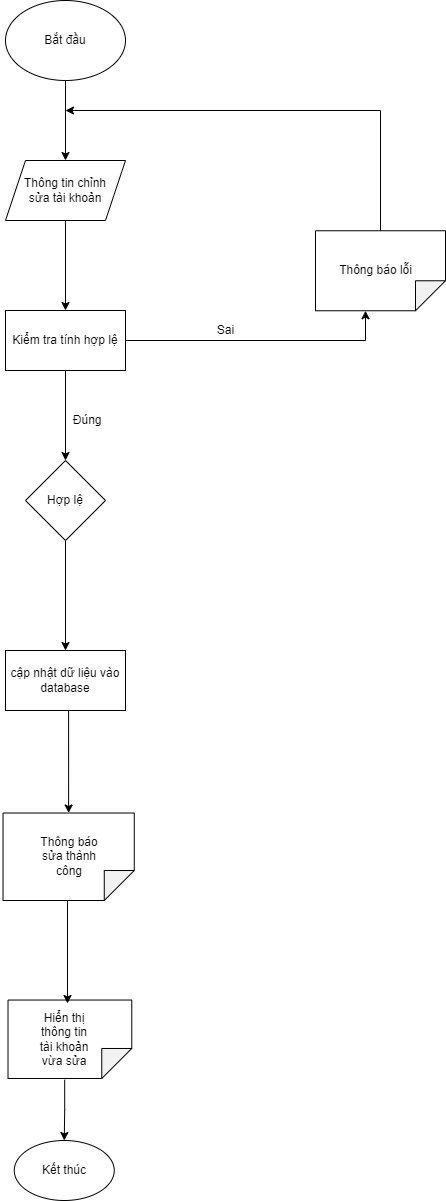 Bắt đầu
Thông tin chỉnh
sửa tài khoản
Thông báo lỗi
Kiểm tra tính hợp lệ
Sai
Đúng
Hợp lệ
cập nhật dữ liệu vào
database
Thông báo
sửa thành
công
Hiển thị
thông tin
tài khoản
vừa sửa
Kết thúc